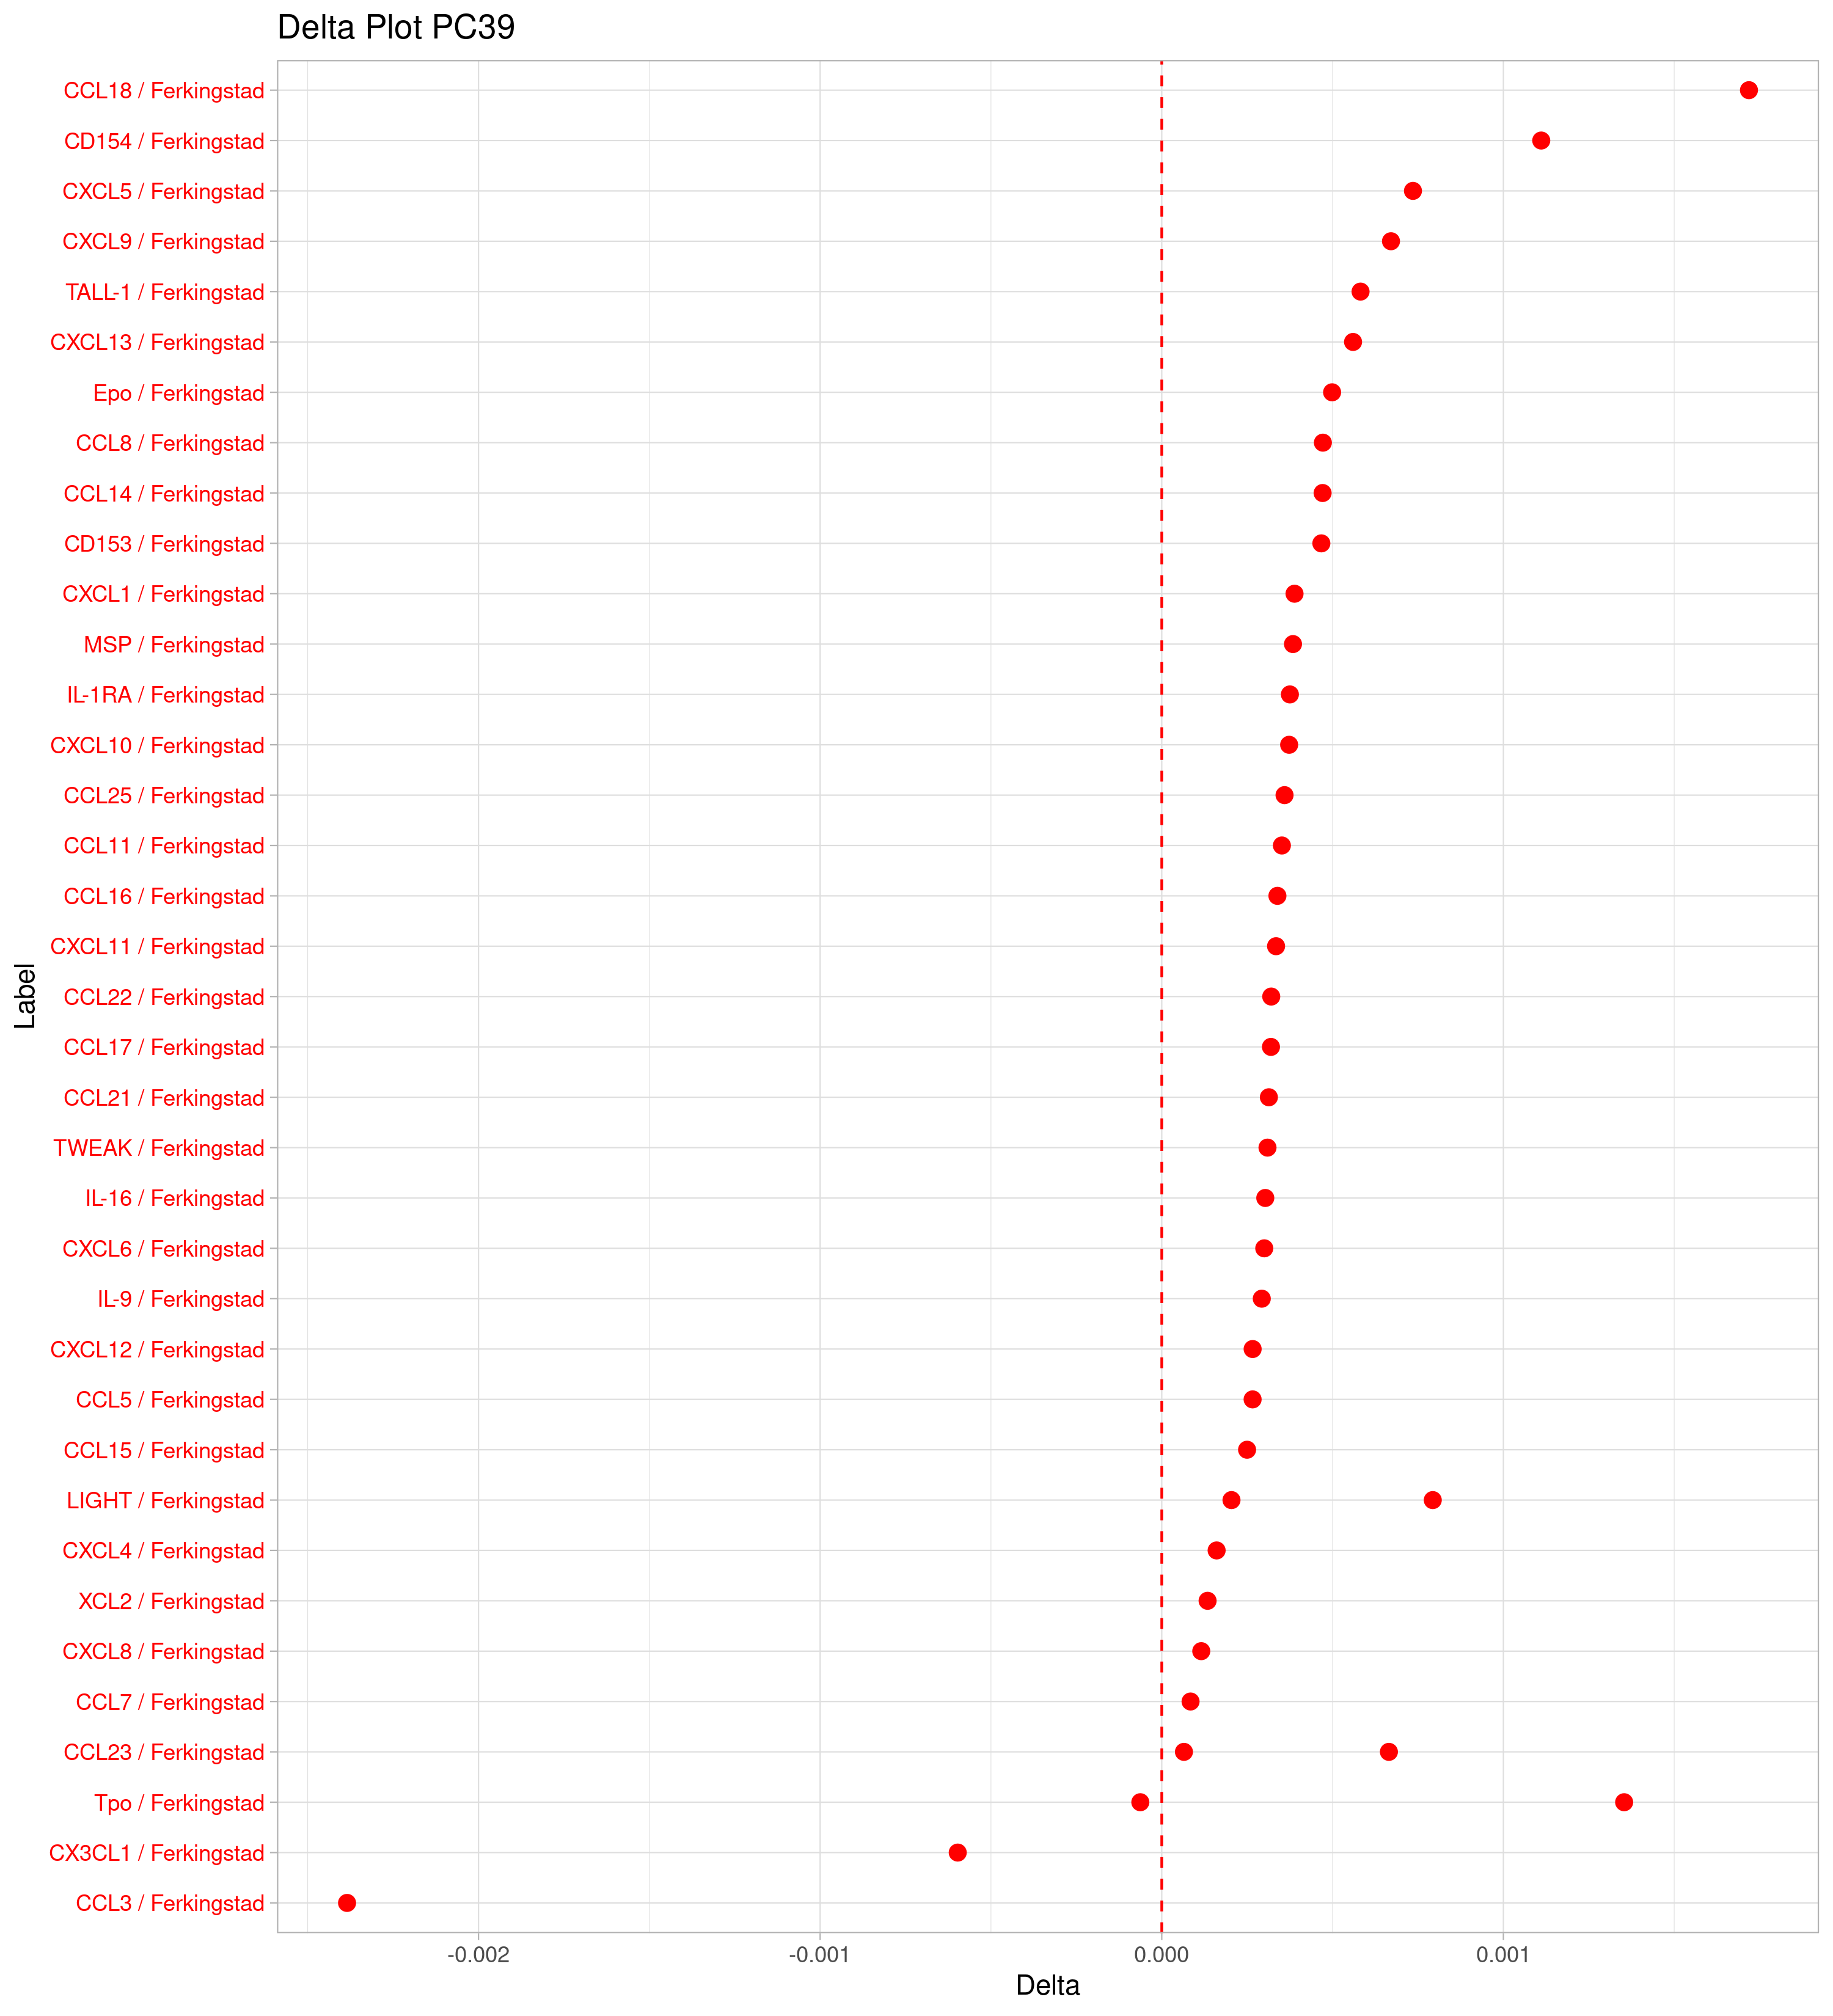 Delta Plot PC39
CCL18 / Ferkingstad
CD154 / Ferkingstad
CXCL5 / Ferkingstad
CXCL9 / Ferkingstad
TALL-1 / Ferkingstad
CXCL13 / Ferkingstad
Epo / Ferkingstad
CCL8 / Ferkingstad
CCL14 / Ferkingstad
CD153 / Ferkingstad
CXCL1 / Ferkingstad
MSP / Ferkingstad
IL-1RA / Ferkingstad
CXCL10 / Ferkingstad
CCL25 / Ferkingstad
CCL11 / Ferkingstad
CCL16 / Ferkingstad
CXCL11 / Ferkingstad
CCL22 / Ferkingstad
CCL17 / Ferkingstad
CCL21 / Ferkingstad
TWEAK / Ferkingstad
IL-16 / Ferkingstad
CXCL6 / Ferkingstad
IL-9 / Ferkingstad
CXCL12 / Ferkingstad
CCL5 / Ferkingstad
CCL15 / Ferkingstad
LIGHT / Ferkingstad
CXCL4 / Ferkingstad
XCL2 / Ferkingstad
CXCL8 / Ferkingstad
CCL7 / Ferkingstad
CCL23 / Ferkingstad
Tpo / Ferkingstad
CX3CL1 / Ferkingstad
CCL3 / Ferkingstad
Label
-0.002 -0.001 0.000 0.001
Delta